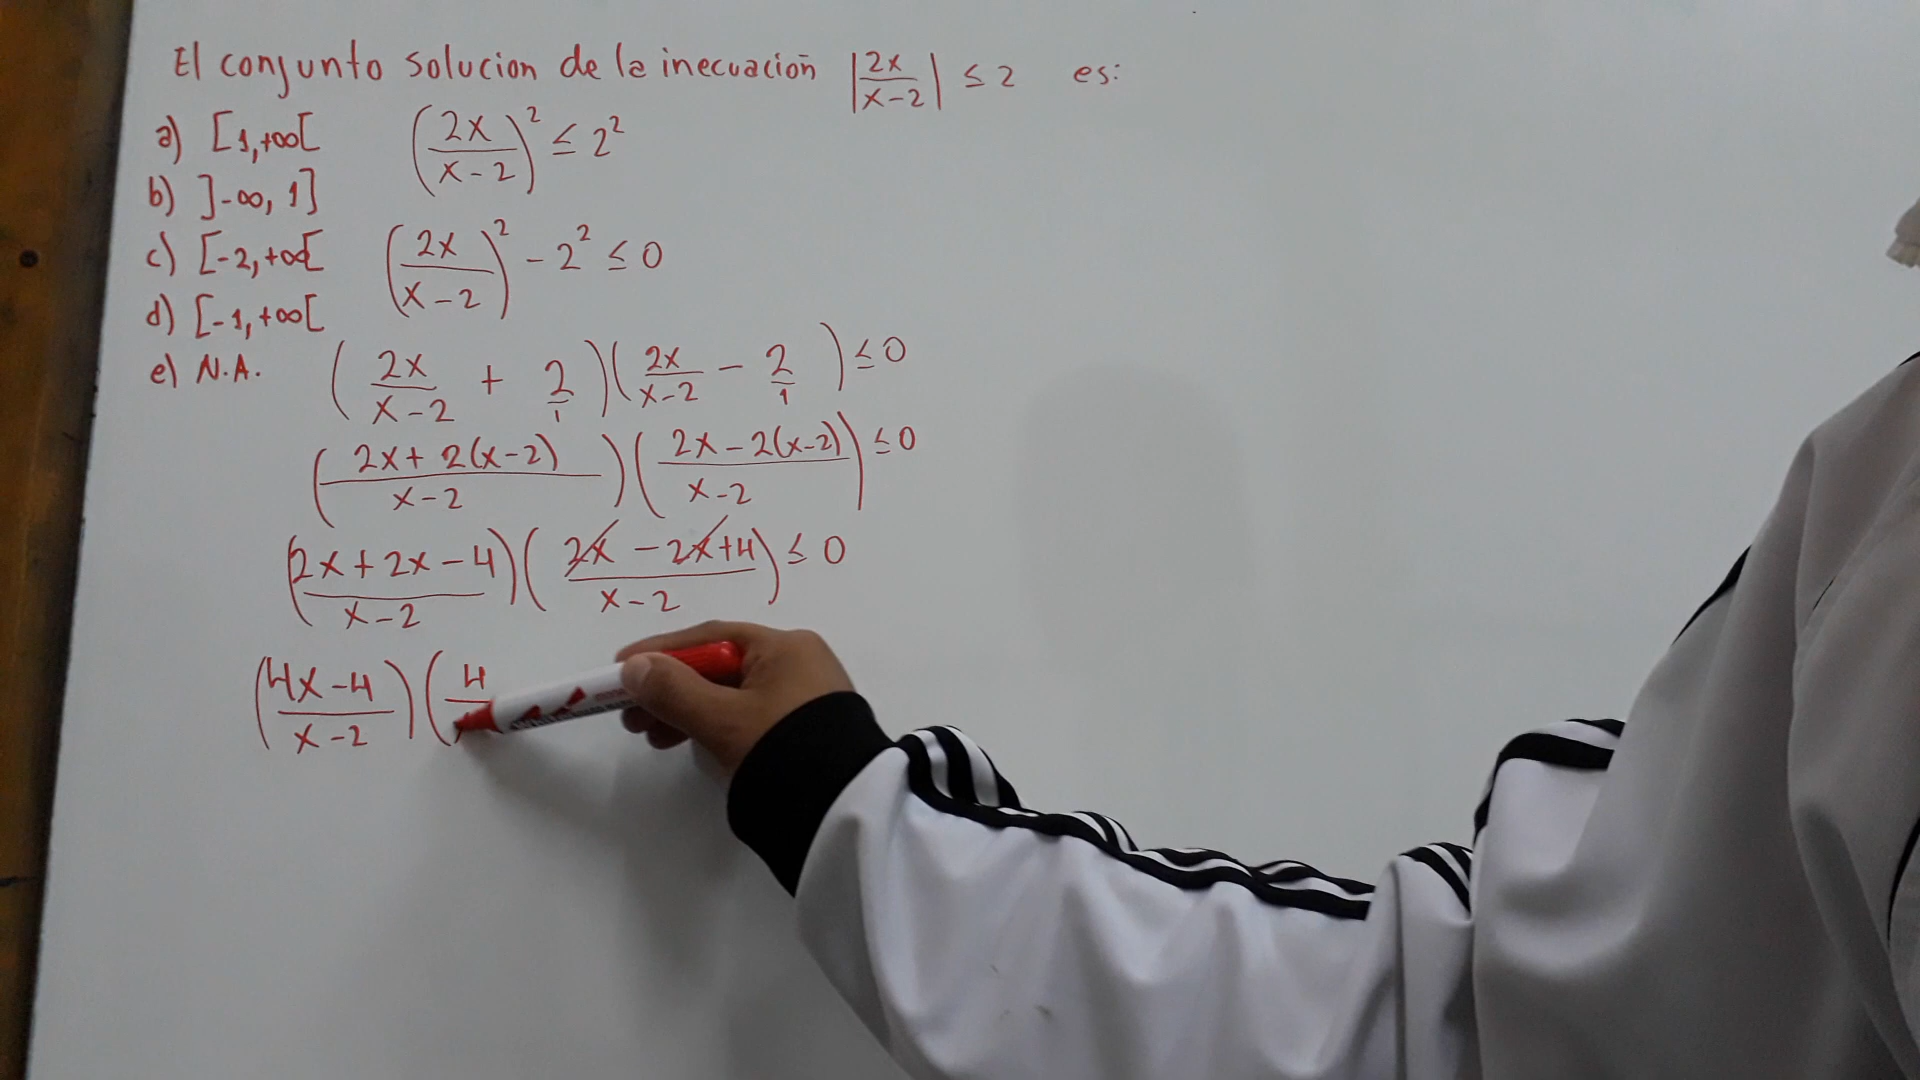 El conjunto solucion de la inecuación |2x/(x-2)| ≤ 2 es:
a) [1,+∞[
b) ]-∞, 1]
c) [-2,+∞[
d) [-1,+∞[
e) N.A.
(2x/(x-2))² ≤ 2²
(2x/(x-2))² - 2² ≤ 0
(2x/(x-2) + 2/1)(2x/(x-2) - 2/1) ≤ 0
((2x+2(x-2))/(x-2))((2x-2(x-2))/(x-2)) ≤ 0
((2x+2x-4)/(x-2))((2x-2x+4)/(x-2)) ≤ 0
((4x-4)/(x-2))(4/